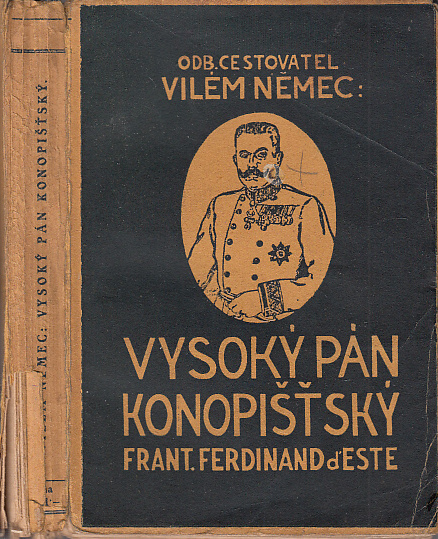 ODB. CESTOVATEL
VILÉM NĚMEC:
VYSOKÝ PÁN
KONOPIŠŤSKÝ
FRANT. FERDINAND d'ESTE
NĚMEC: VYSOKÝ PÁN KONOPIŠŤSKÝ.